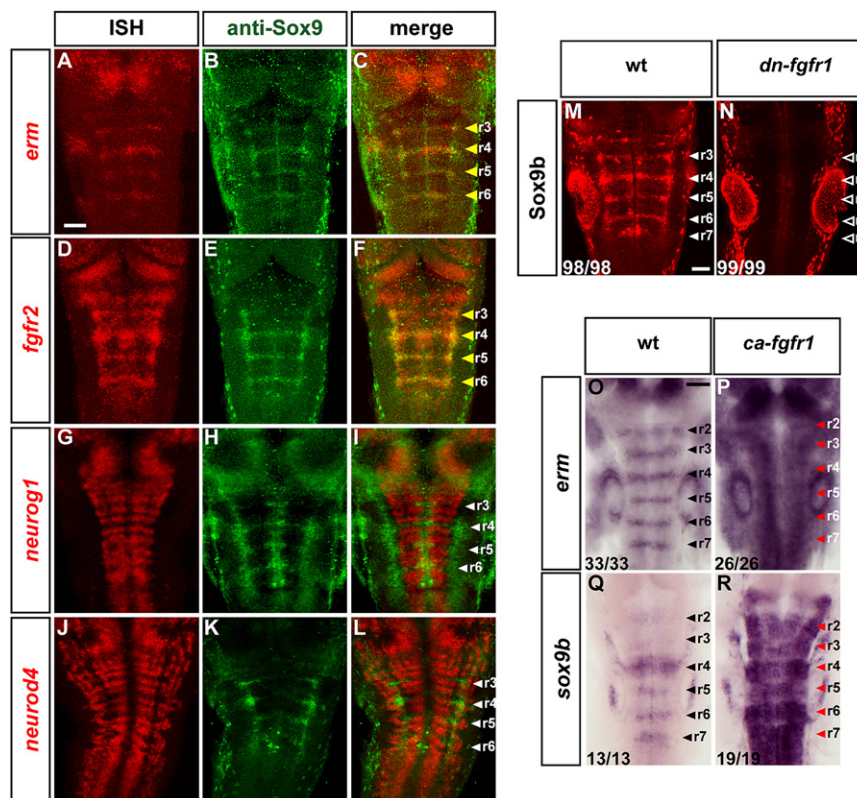 ISH anti-Sox9 merge
erm
A B C
r3
r4
r5
r6
fgfr2
D E F
r3
r4
r5
r6
neurog1
G H I
r3
r4
r5
r6
neurod4
J K L
r3
r4
r5
r6
wt dn-fgfr1
Sox9b
M N
r3
r4
r5
r6
r7
98/98 99/99
wt ca-fgfr1
erm
O P
r2 r2
r3 r3
r4 r4
r5 r5
r6 r6
r7 r7
33/33 26/26
sox9b
Q R
r2 r2
r3 r3
r4 r4
r5 r5
r6 r6
r7 r7
13/13 19/19